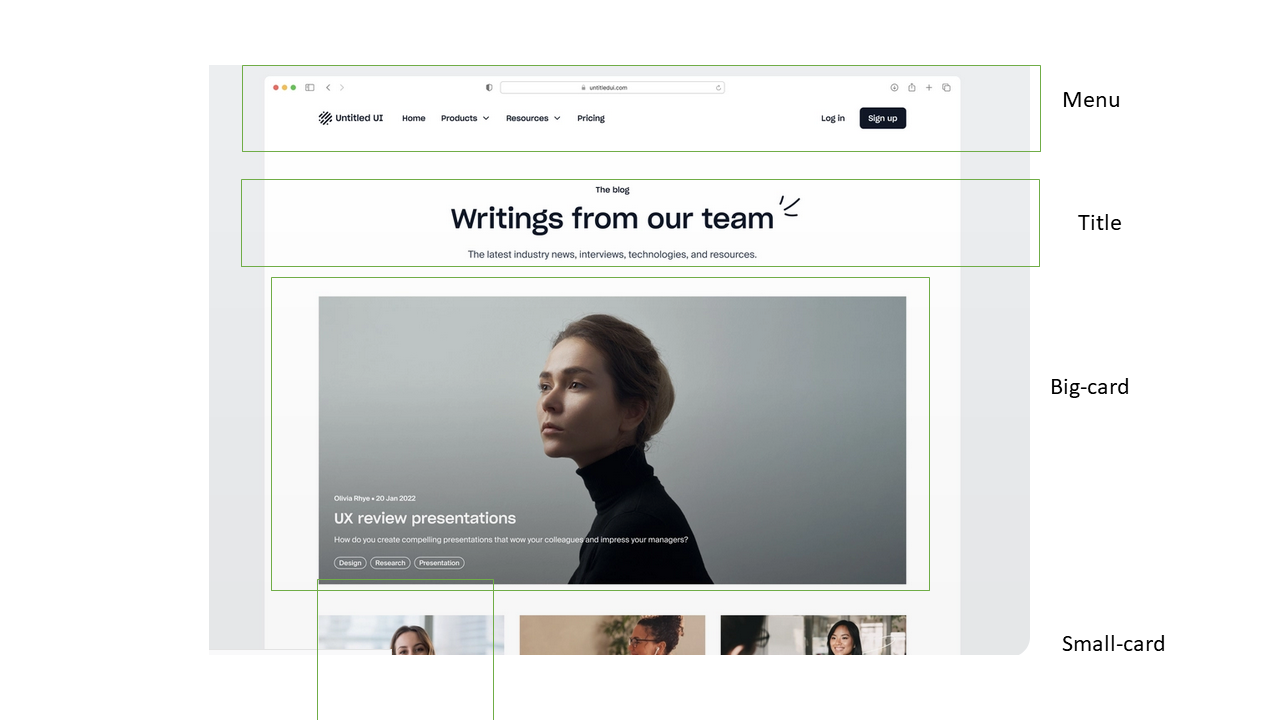 untitledui.com
Menu
Untitled UI Home Products Resources Pricing Log in Sign up
The blog
Writings from our team
Title
The latest industry news, interviews, technologies, and resources.
Big-card
Olivia Rhye • 20 Jan 2022
UX review presentations
How do you create compelling presentations that wow your colleagues and impress your managers?
Design Research Presentation
Small-card